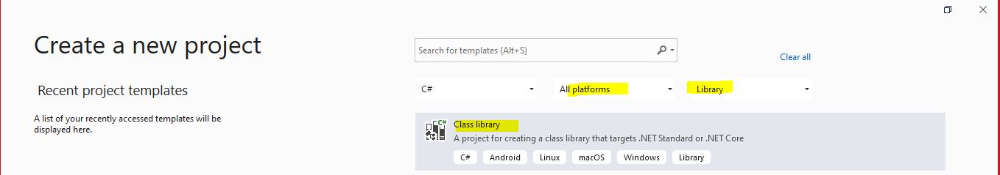 Create a new project
Recent project templates
A list of your recently accessed templates will be
displayed here.
Search for templates (Alt+S)
Clear all
C#
All platforms
Library
C#
Class library
A project for creating a class library that targets .NET Standard or .NET Core
C# Android Linux macOS Windows Library